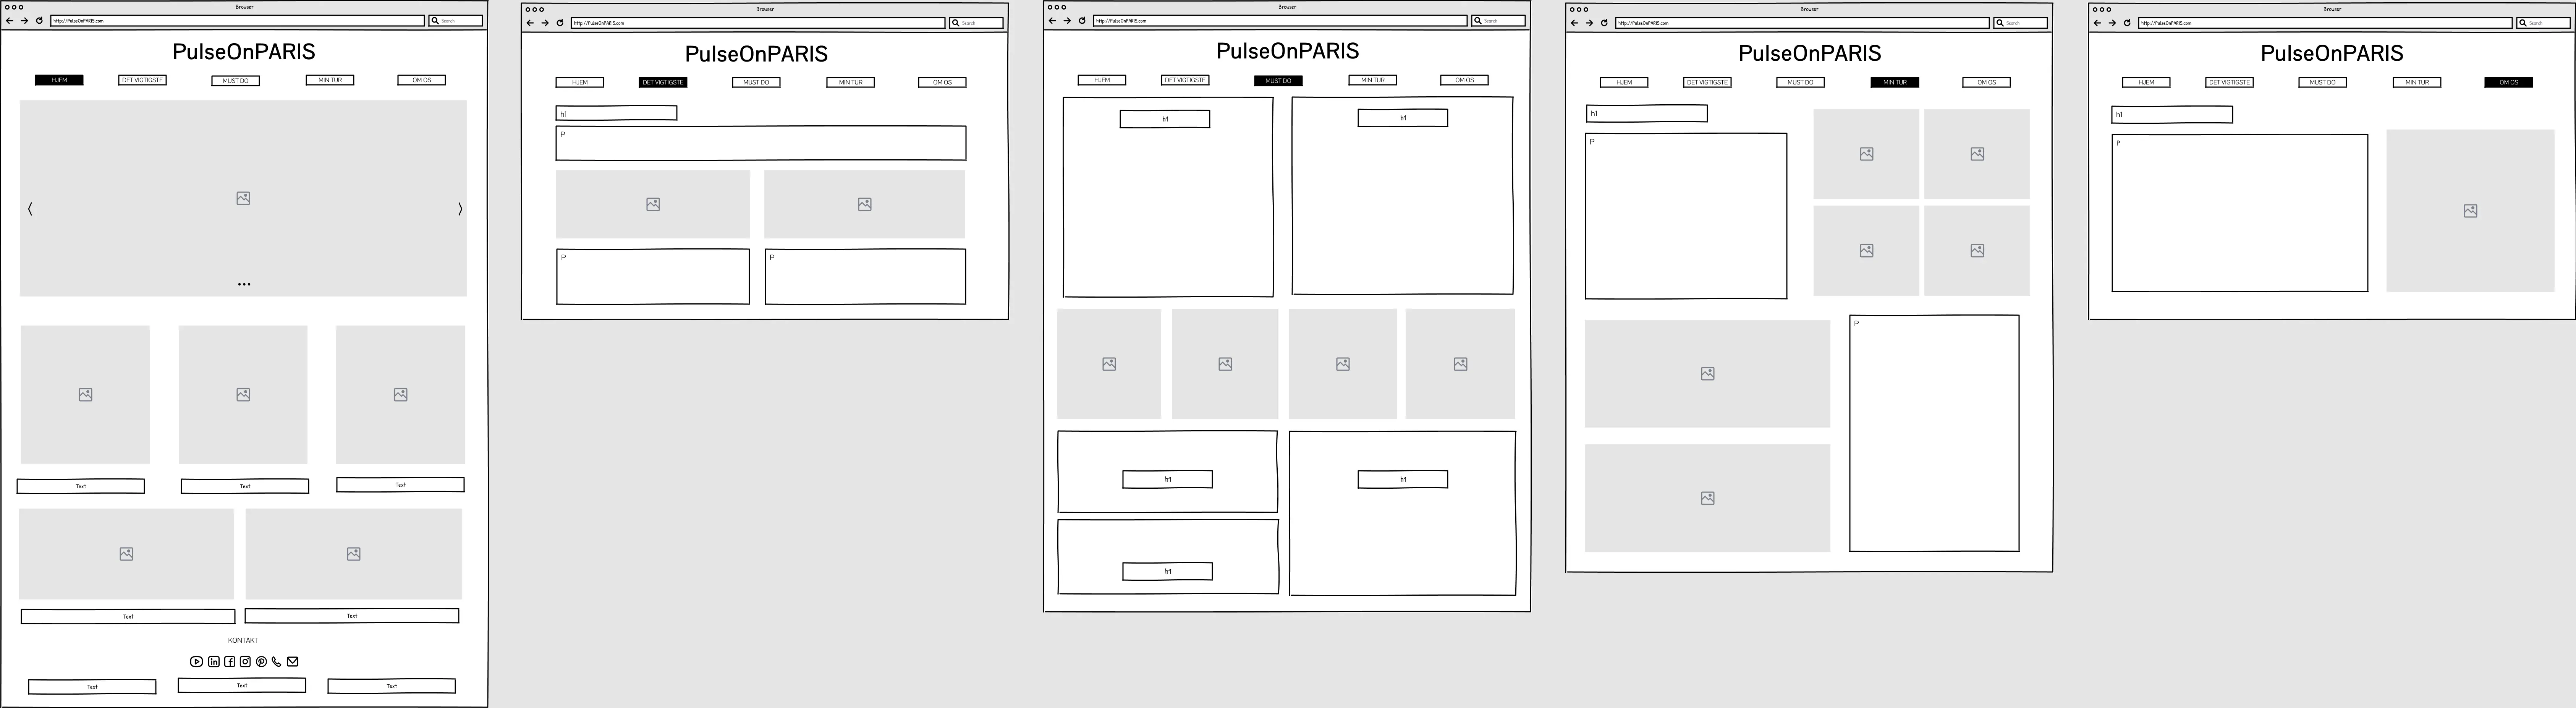 Browser
http://PulseOnPARIS.com
Search
PulseOnPARIS
HJEM DET VIGTIGSTE MUST DO MIN TUR OM OS
Text Text Text
Text Text
KONTAKT
Text Text Text
Browser
http://PulseOnPARIS.com
Search
PulseOnPARIS
HJEM DET VIGTIGSTE MUST DO MIN TUR OM OS
h1
P
P P
Browser
http://PulseOnPARIS.com
Search
PulseOnPARIS
HJEM DET VIGTIGSTE MUST DO MIN TUR OM OS
h1 h1
h1 h1
h1
Browser
http://PulseOnPARIS.com
Search
PulseOnPARIS
HJEM DET VIGTIGSTE MUST DO MIN TUR OM OS
h1
P
P
Browser
http://PulseOnPARIS.com
Search
PulseOnPARIS
HJEM DET VIGTIGSTE MUST DO MIN TUR OM OS
h1
P